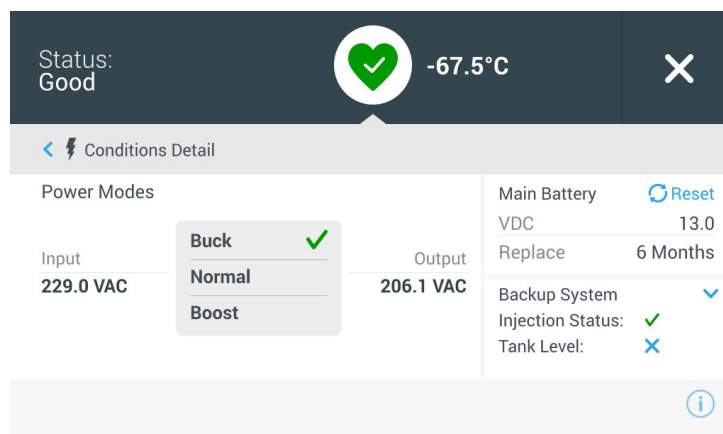 Status:
Good
-67.5°C
Conditions Detail
Power Modes
Input
229.0 VAC
Buck
Normal
Boost
Output
206.1 VAC
Main Battery Reset
VDC 13.0
Replace 6 Months
Backup System
Injection Status:
Tank Level: